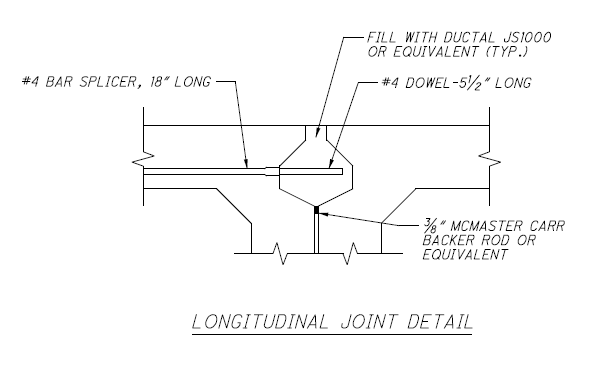 FILL WITH DUCTAL JS1000
OR EQUIVALENT (TYP.)
#4 BAR SPLICER, 18" LONG
#4 DOWEL-5½" LONG
⅜" MCMASTER CARR
BACKER ROD OR
EQUIVALENT
LONGITUDINAL JOINT DETAIL